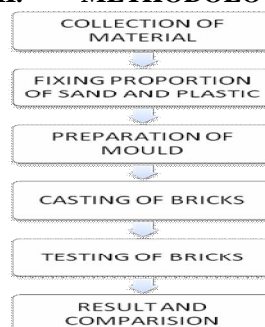 METHODOLO
COLLECTION OF
MATERIAL
FIXING PROPORTION
OF SAND AND PLASTIC
PREPARATION OF
MOULD
CASTING OF BRICKS
TESTING OF BRICKS
RESULT AND
COMPARISION